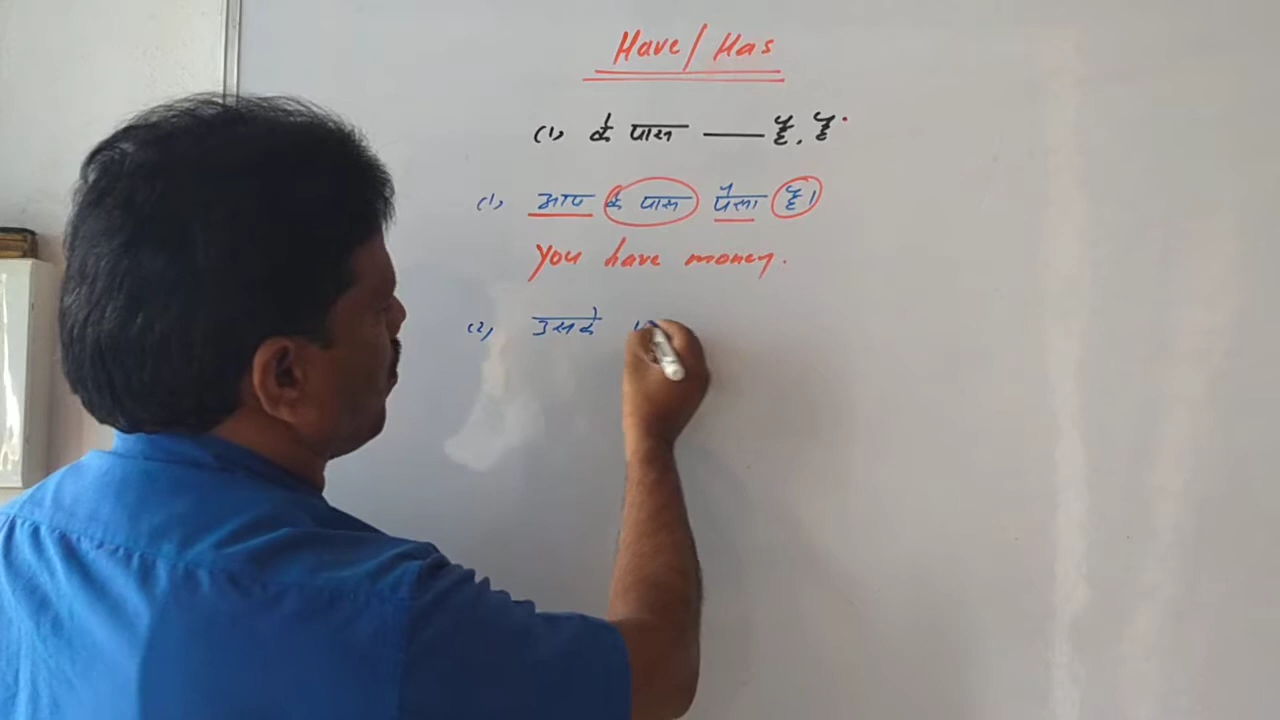 Have/Has
(1) के पास —— है, हैं
(1) आप के पास पैसा है।
You have money.
(2) उसके